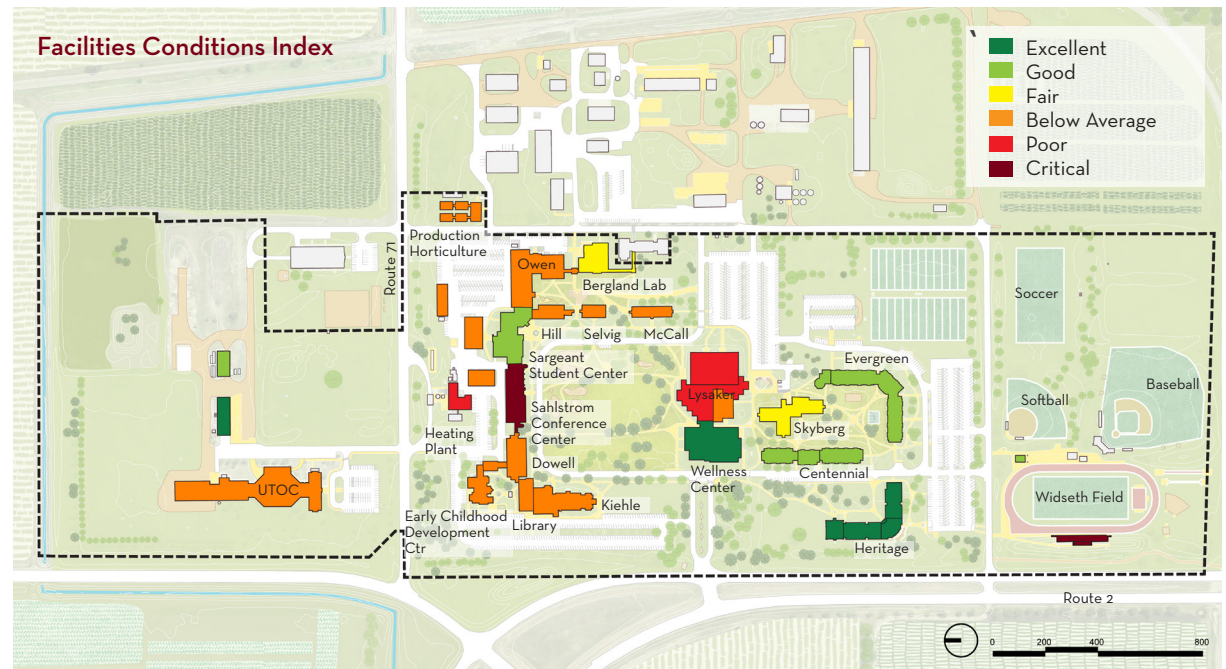 Facilities Conditions Index
Excellent
Good
Fair
Below Average
Poor
Critical
Production
Horticulture
Route 71
Owen
Bergland Lab
Hill
Selvig
McCall
Sargeant
Student Center
Soccer
Evergreen
Baseball
Softball
Lysaker
Skyberg
Sahlstrom
Conference
Center
Heating
Plant
Dowell
Wellness
Center
Centennial
UTOC
Widseth Field
Kiehle
Library
Early Childhood
Development
Ctr
Heritage
Route 2
0
200
400
800